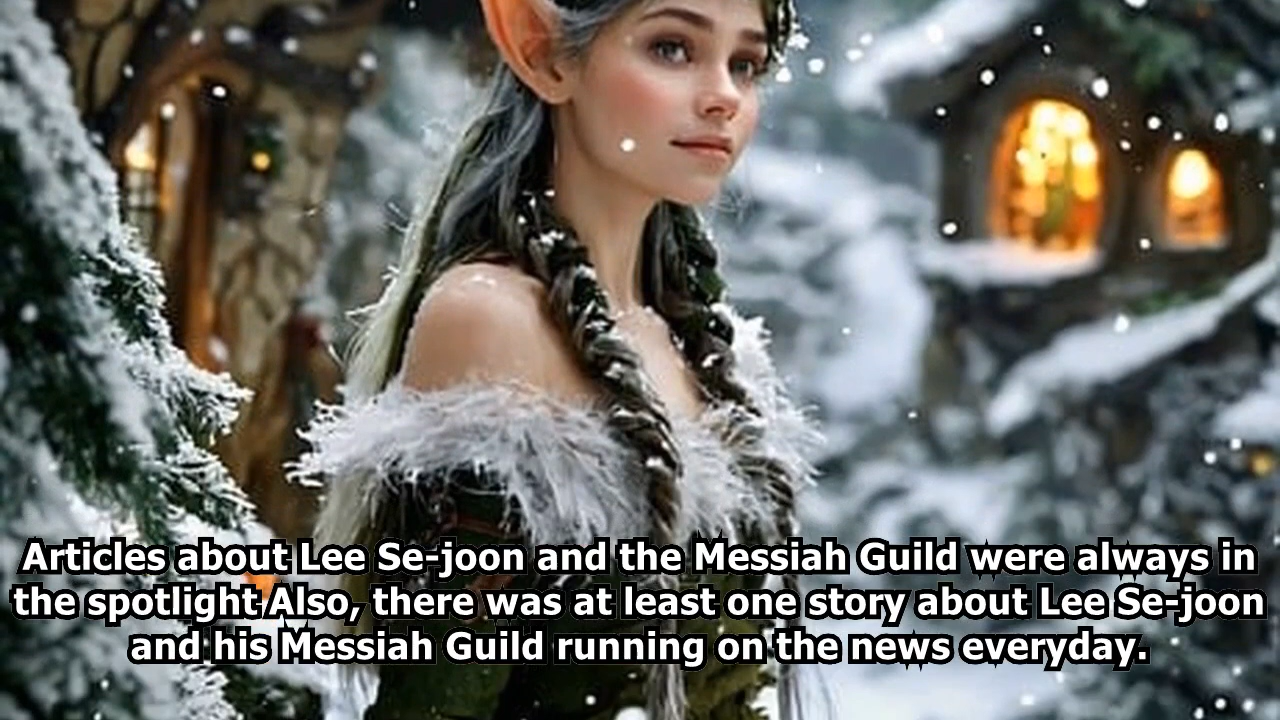 Articles about Lee Se-joon and the Messiah Guild were always in
the spotlight Also, there was at least one story about Lee Se-joon
and his Messiah Guild running on the news everyday.